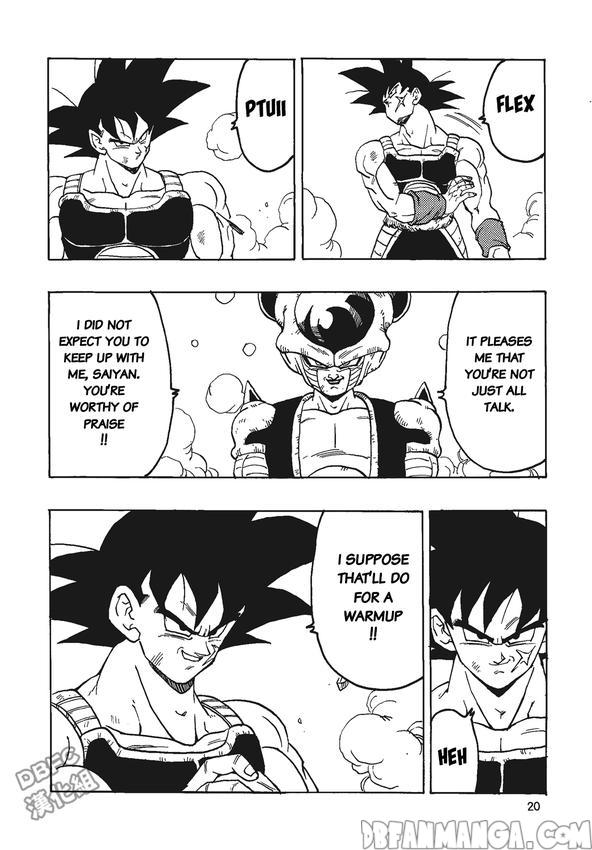 FLEX
PTUII
IT PLEASES
ME THAT
YOU'RE NOT
JUST ALL
TALK.
I DID NOT
EXPECT YOU TO
KEEP UP WITH
ME, SAIYAN.
YOU'RE
WORTHY OF
PRAISE
!!
HEH
I SUPPOSE
THAT'LL DO
FOR A
WARMUP
!!
DBFC
漢化組
20
DBFANMANGA.COM